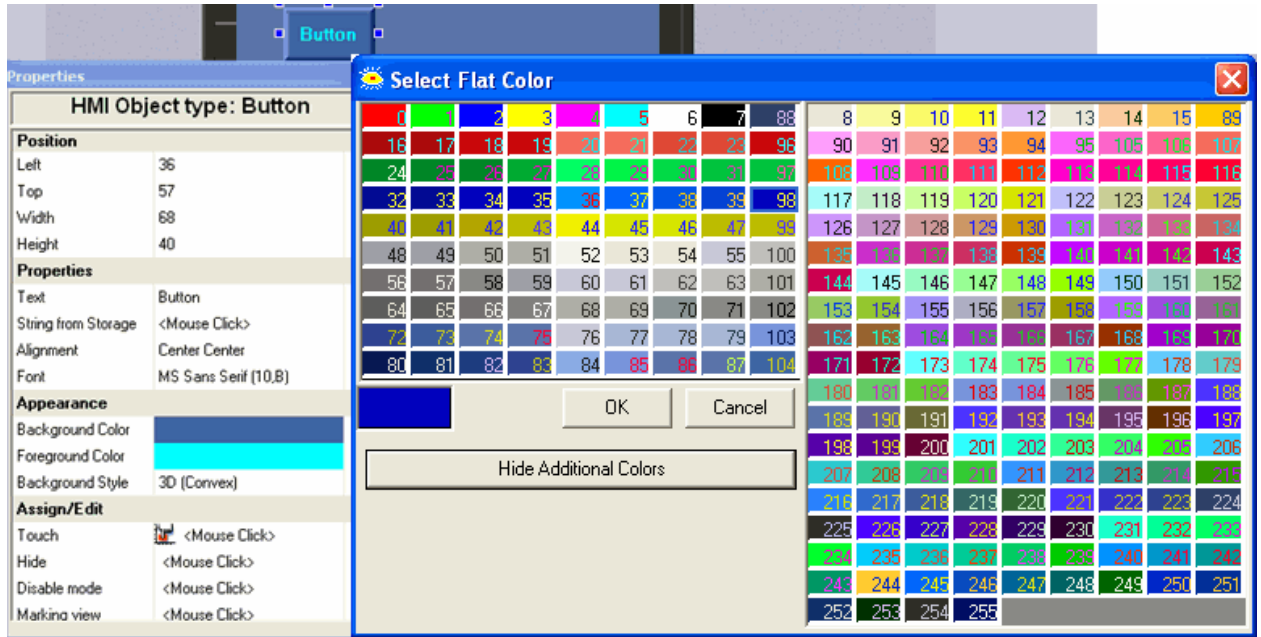 Button
Properties
HMI Object type: Button
Position
Left 36
Top 57
Width 68
Height 40
Properties
Text Button
String from Storage <Mouse Click>
Alignment Center Center
Font MS Sans Serif (10,B)
Appearance
Background Color
Foreground Color
Background Style 3D (Convex)
Assign/Edit
Touch <Mouse Click>
Hide <Mouse Click>
Disable mode <Mouse Click>
Marking view <Mouse Click>
Select Flat Color
0 1 2 3 4 5 6 7 88
16 17 18 19 20 21 22 23 96
24 25 26 27 28 29 30 31 97
32 33 34 35 36 37 38 39 98
40 41 42 43 44 45 46 47 99
48 49 50 51 52 53 54 55 100
56 57 58 59 60 61 62 63 101
64 65 66 67 68 69 70 71 102
72 73 74 75 76 77 78 79 103
80 81 82 83 84 85 86 87 104
OK Cancel
Hide Additional Colors
8 9 10 11 12 13 14 15 89
90 91 92 93 94 95 105 106 107
108 109 110 111 112 113 114 115 116
117 118 119 120 121 122 123 124 125
126 127 128 129 130 131 132 133 134
135 136 137 138 139 140 141 142 143
144 145 146 147 148 149 150 151 152
153 154 155 156 157 158 159 160 161
162 163 164 165 166 167 168 169 170
171 172 173 174 175 176 177 178 179
180 181 182 183 184 185 186 187 188
189 190 191 192 193 194 195 196 197
198 199 200 201 202 203 204 205 206
207 208 209 210 211 212 213 214 215
216 217 218 219 220 221 222 223 224
225 226 227 228 229 230 231 232 233
234 235 236 237 238 239 240 241 242
243 244 245 246 247 248 249 250 251
252 253 254 255